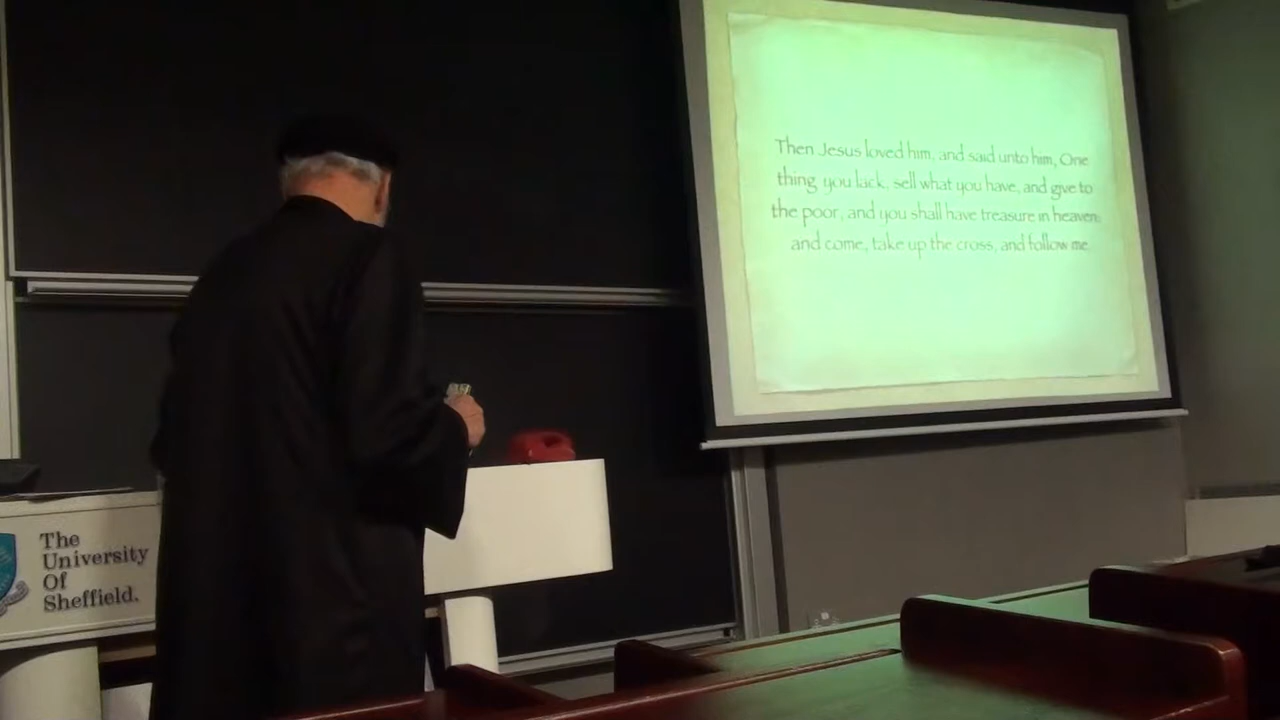 Then Jesus loved him, and said unto him, One
thing you lack, sell what you have, and give to
the poor, and you shall have treasure in heaven:
and come, take up the cross, and follow me.
The
University
Of
Sheffield.